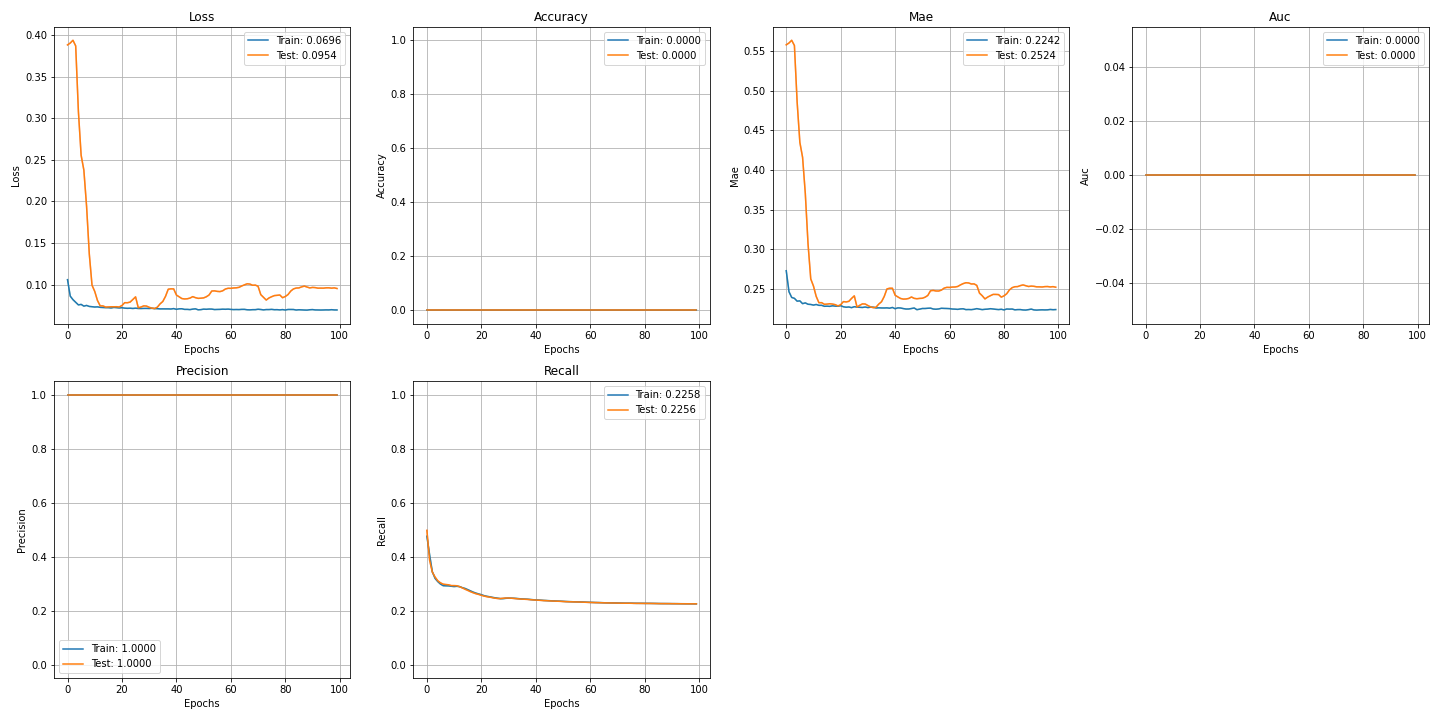 Loss
Train: 0.0696
Test: 0.0954
0.40
0.35
0.30
0.25
0.20
0.15
0.10
Loss
0 20 40 60 80 100
Epochs
Accuracy
Train: 0.0000
Test: 0.0000
1.0
0.8
0.6
0.4
0.2
0.0
Accuracy
0 20 40 60 80 100
Epochs
Mae
Train: 0.2242
Test: 0.2524
0.55
0.50
0.45
0.40
0.35
0.30
0.25
Mae
0 20 40 60 80 100
Epochs
Auc
Train: 0.0000
Test: 0.0000
0.04
0.02
0.00
−0.02
−0.04
Auc
0 20 40 60 80 100
Epochs
Precision
1.0
0.8
0.6
0.4
0.2
0.0
Precision
Train: 1.0000
Test: 1.0000
0 20 40 60 80 100
Epochs
Recall
Train: 0.2258
Test: 0.2256
1.0
0.8
0.6
0.4
0.2
0.0
Recall
0 20 40 60 80 100
Epochs